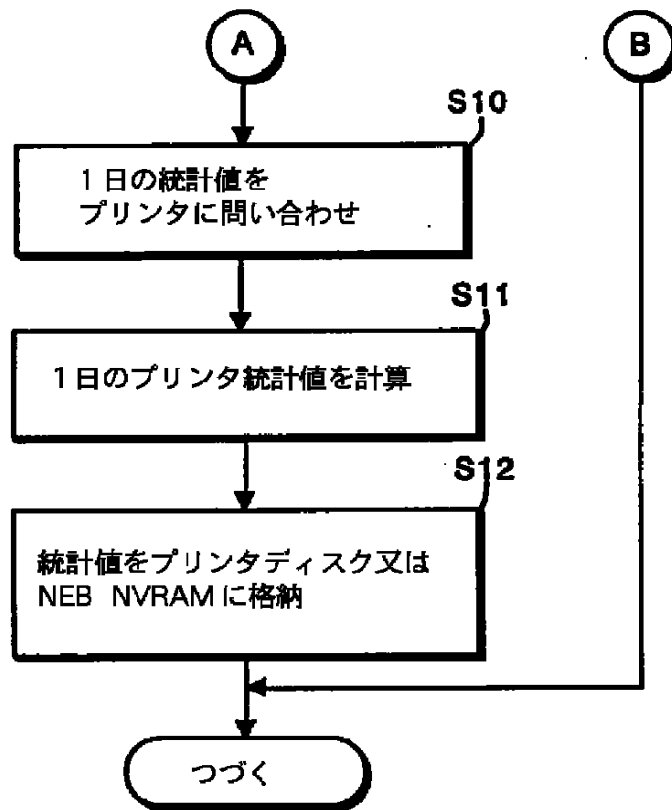 A
B
S10
1日の統計値を
プリンタに問い合わせ
S11
1日のプリンタ統計値を計算
S12
統計値をプリンタディスク又は
NEB NVRAMに格納
つづく